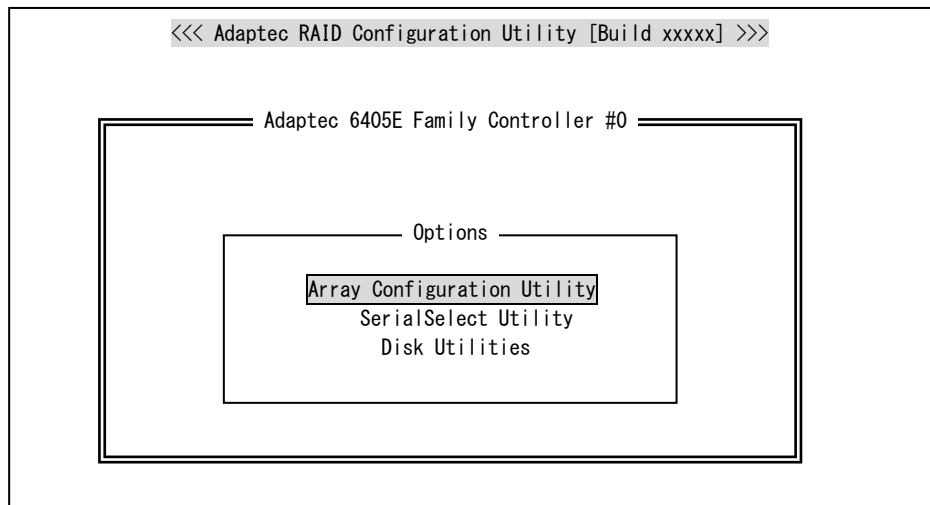 <<< Adaptec RAID Configuration Utility [Build xxxxx] >>>
Adaptec 6405E Family Controller #0
Options
Array Configuration Utility
SerialSelect Utility
Disk Utilities